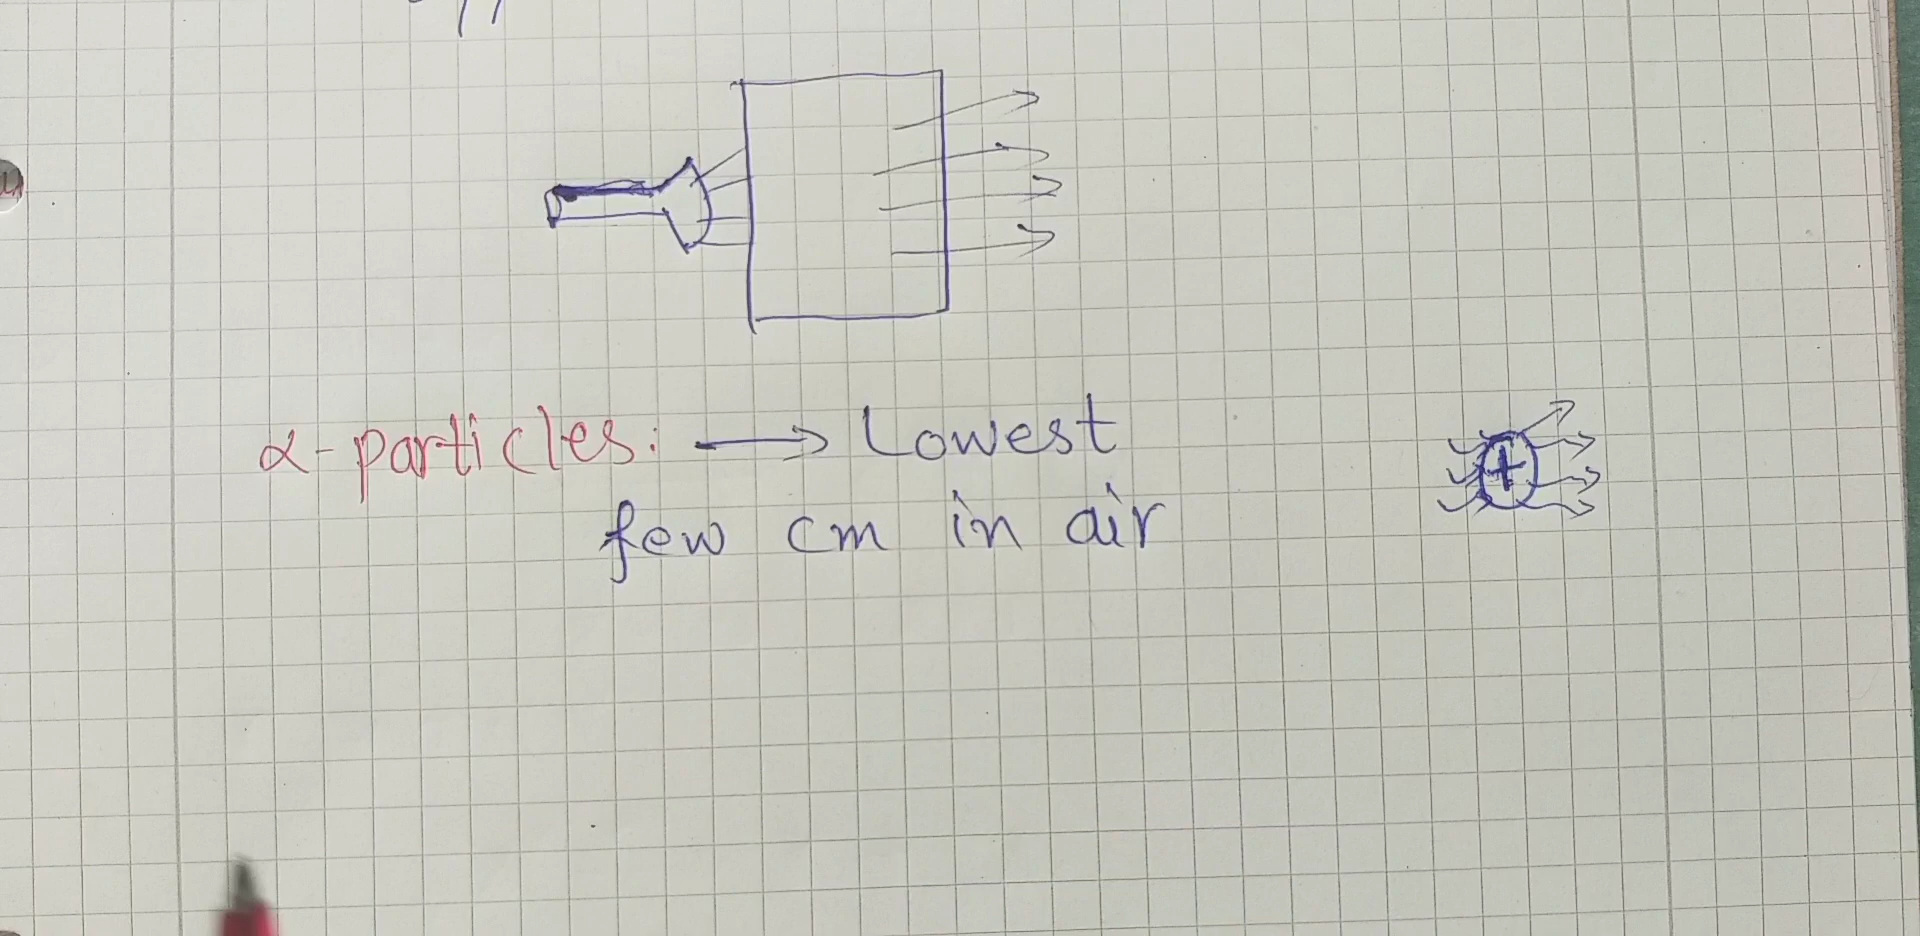 α-particles: → Lowest
few cm in air
+